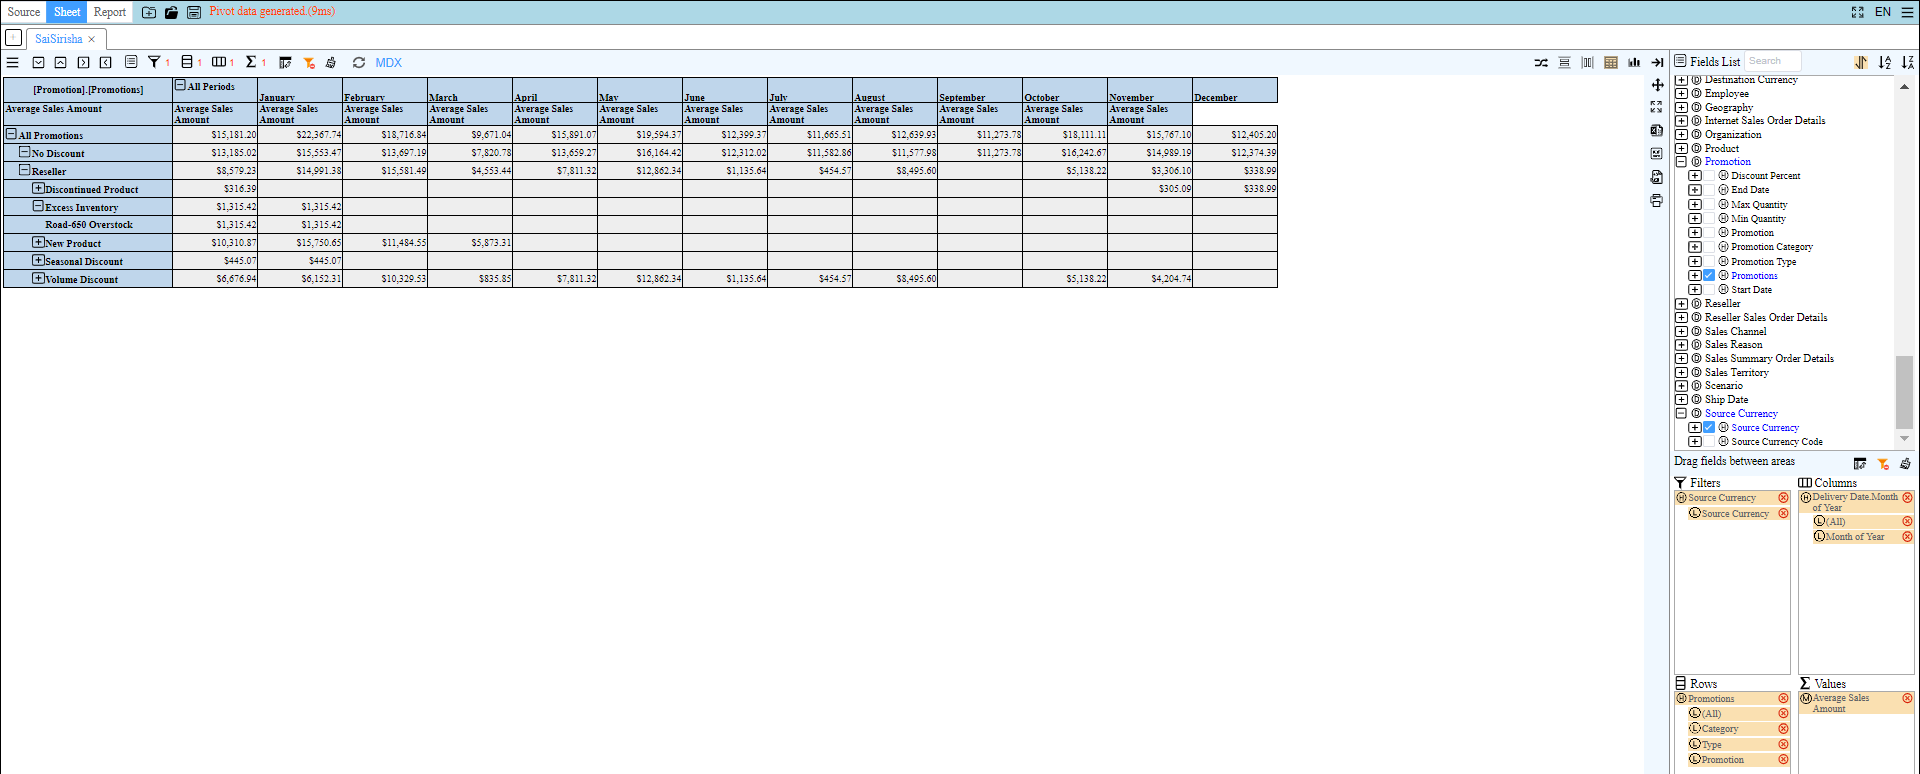 Source Sheet Report Pivot data generated.(9ms) EN
SaiSirisha ×
1 1 1 1 MDX
[Promotion].[Promotions] All Periods January February March April May June July August September October November December
Average Sales Amount Average Sales Amount Average Sales Amount Average Sales Amount Average Sales Amount Average Sales Amount Average Sales Amount Average Sales Amount Average Sales Amount Average Sales Amount Average Sales Amount Average Sales Amount Average Sales Amount
All Promotions $15,181.20 $22,367.74 $18,716.84 $9,671.04 $15,891.07 $19,594.37 $12,399.37 $11,665.51 $12,639.93 $11,273.78 $18,111.11 $15,767.10 $12,405.20
No Discount $13,185.02 $15,553.47 $13,697.19 $7,820.78 $13,659.27 $16,164.42 $12,312.02 $11,582.86 $11,577.98 $11,273.78 $16,242.67 $14,989.19 $12,374.39
Reseller $8,579.23 $14,991.38 $15,581.49 $4,553.44 $7,811.32 $12,862.34 $1,135.64 $454.57 $8,495.60 $5,138.22 $3,306.10 $338.99
Discontinued Product $316.39 $305.09 $338.99
Excess Inventory $1,315.42 $1,315.42
Road-650 Overstock $1,315.42 $1,315.42
New Product $10,310.87 $15,750.65 $11,484.55 $5,873.31
Seasonal Discount $445.07 $445.07
Volume Discount $6,676.94 $6,152.31 $10,329.53 $835.85 $7,811.32 $12,862.34 $1,135.64 $454.57 $8,495.60 $5,138.22 $4,204.74
Fields List Search
Destination Currency
Employee
Geography
Internet Sales Order Details
Organization
Product
Promotion
Discount Percent
End Date
Max Quantity
Min Quantity
Promotion
Promotion Category
Promotion Type
Promotions
Start Date
Reseller
Reseller Sales Order Details
Sales Channel
Sales Reason
Sales Summary Order Details
Sales Territory
Scenario
Ship Date
Source Currency
Source Currency
Source Currency Code
Drag fields between areas
Filters
Source Currency
Source Currency
Columns
Delivery Date.Month
of Year
(All)
Month of Year
Rows
Promotions
(All)
Category
Type
Promotion
Values
Average Sales
Amount